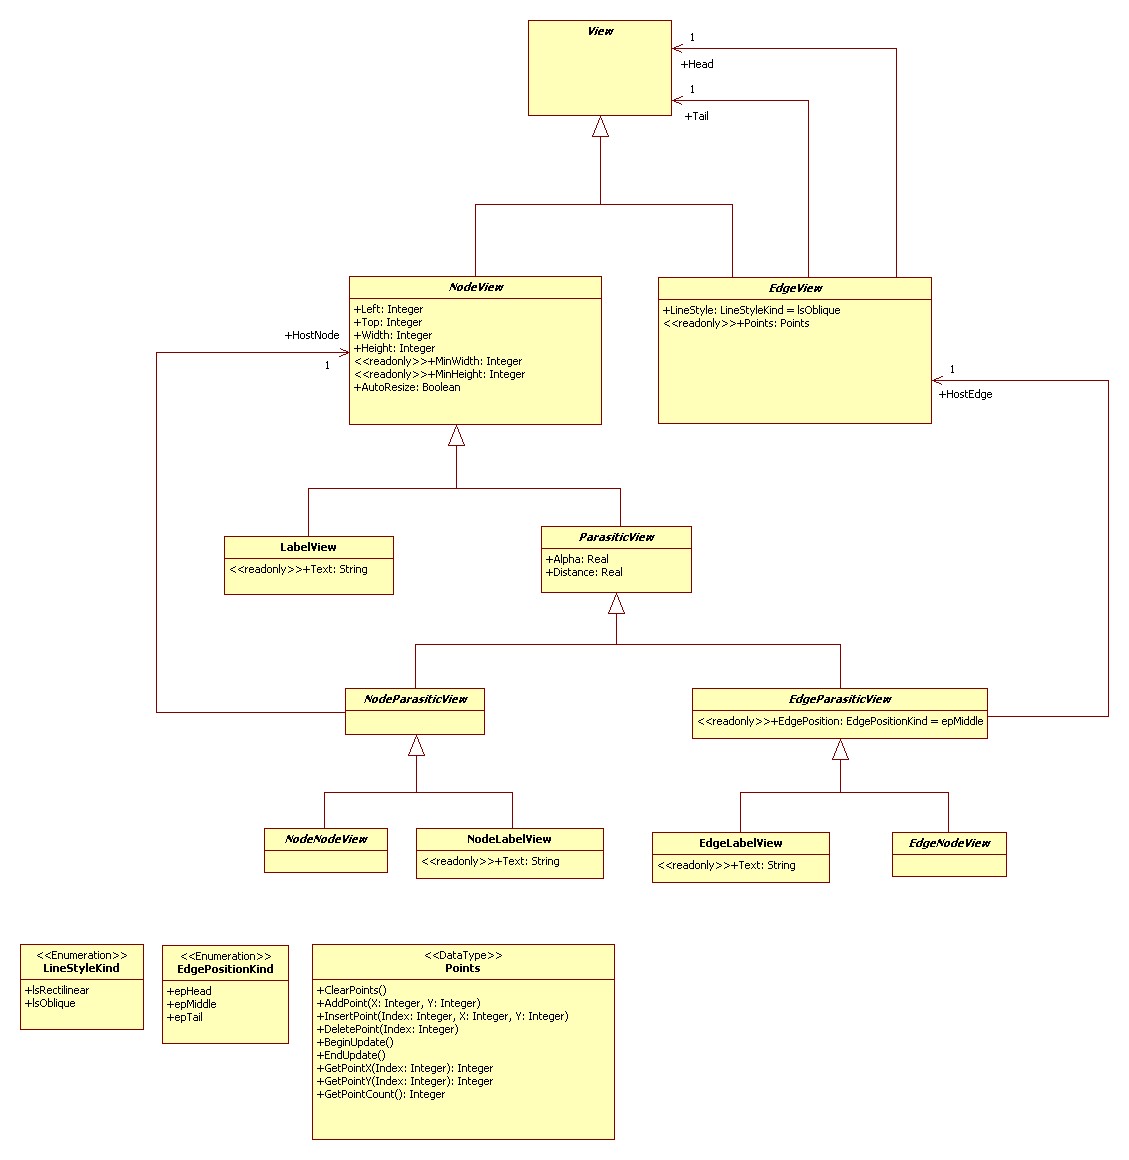 View
1
+Head
1
+Tail
NodeView
+Left: Integer
+Top: Integer
+Width: Integer
+Height: Integer
<<readonly>>+MinWidth: Integer
<<readonly>>+MinHeight: Integer
+AutoResize: Boolean
EdgeView
+LineStyle: LineStyleKind = lsOblique
<<readonly>>+Points: Points
+HostNode
1
1
+HostEdge
LabelView
<<readonly>>+Text: String
ParasiticView
+Alpha: Real
+Distance: Real
NodeParasiticView
EdgeParasiticView
<<readonly>>+EdgePosition: EdgePositionKind = epMiddle
NodeNodeView
NodeLabelView
<<readonly>>+Text: String
EdgeLabelView
<<readonly>>+Text: String
EdgeNodeView
<<Enumeration>>
LineStyleKind
+lsRectilinear
+lsOblique
<<Enumeration>>
EdgePositionKind
+epHead
+epMiddle
+epTail
<<DataType>>
Points
+ClearPoints()
+AddPoint(X: Integer, Y: Integer)
+InsertPoint(Index: Integer, X: Integer, Y: Integer)
+DeletePoint(Index: Integer)
+BeginUpdate()
+EndUpdate()
+GetPointX(Index: Integer): Integer
+GetPointY(Index: Integer): Integer
+GetPointCount(): Integer